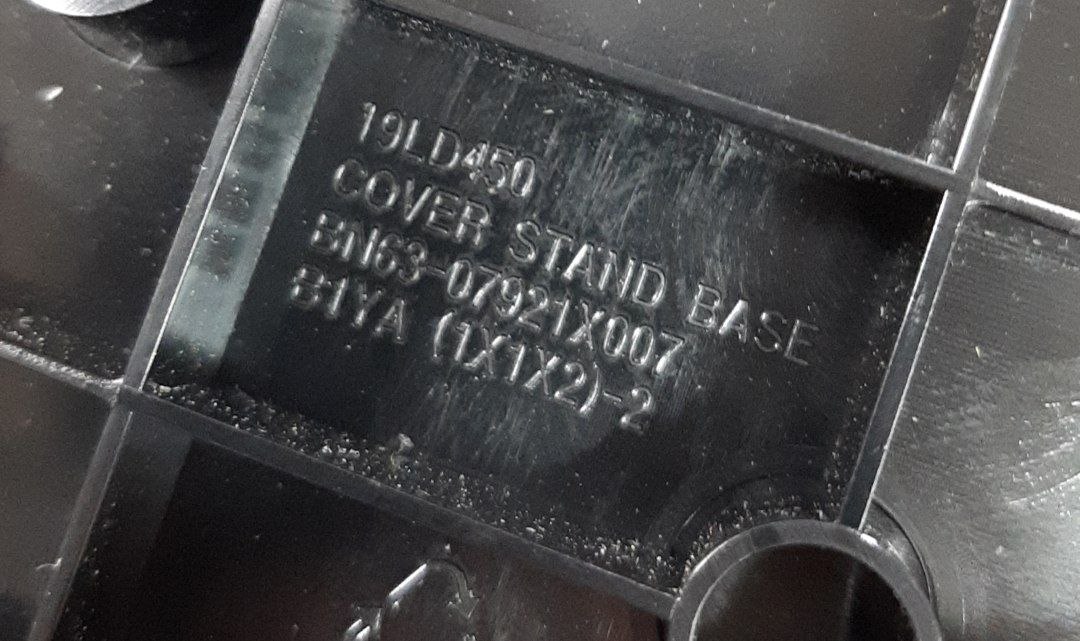 19LD450
COVER STAND BASE
BN63-07921X007
B1YA (1X1X2)-2